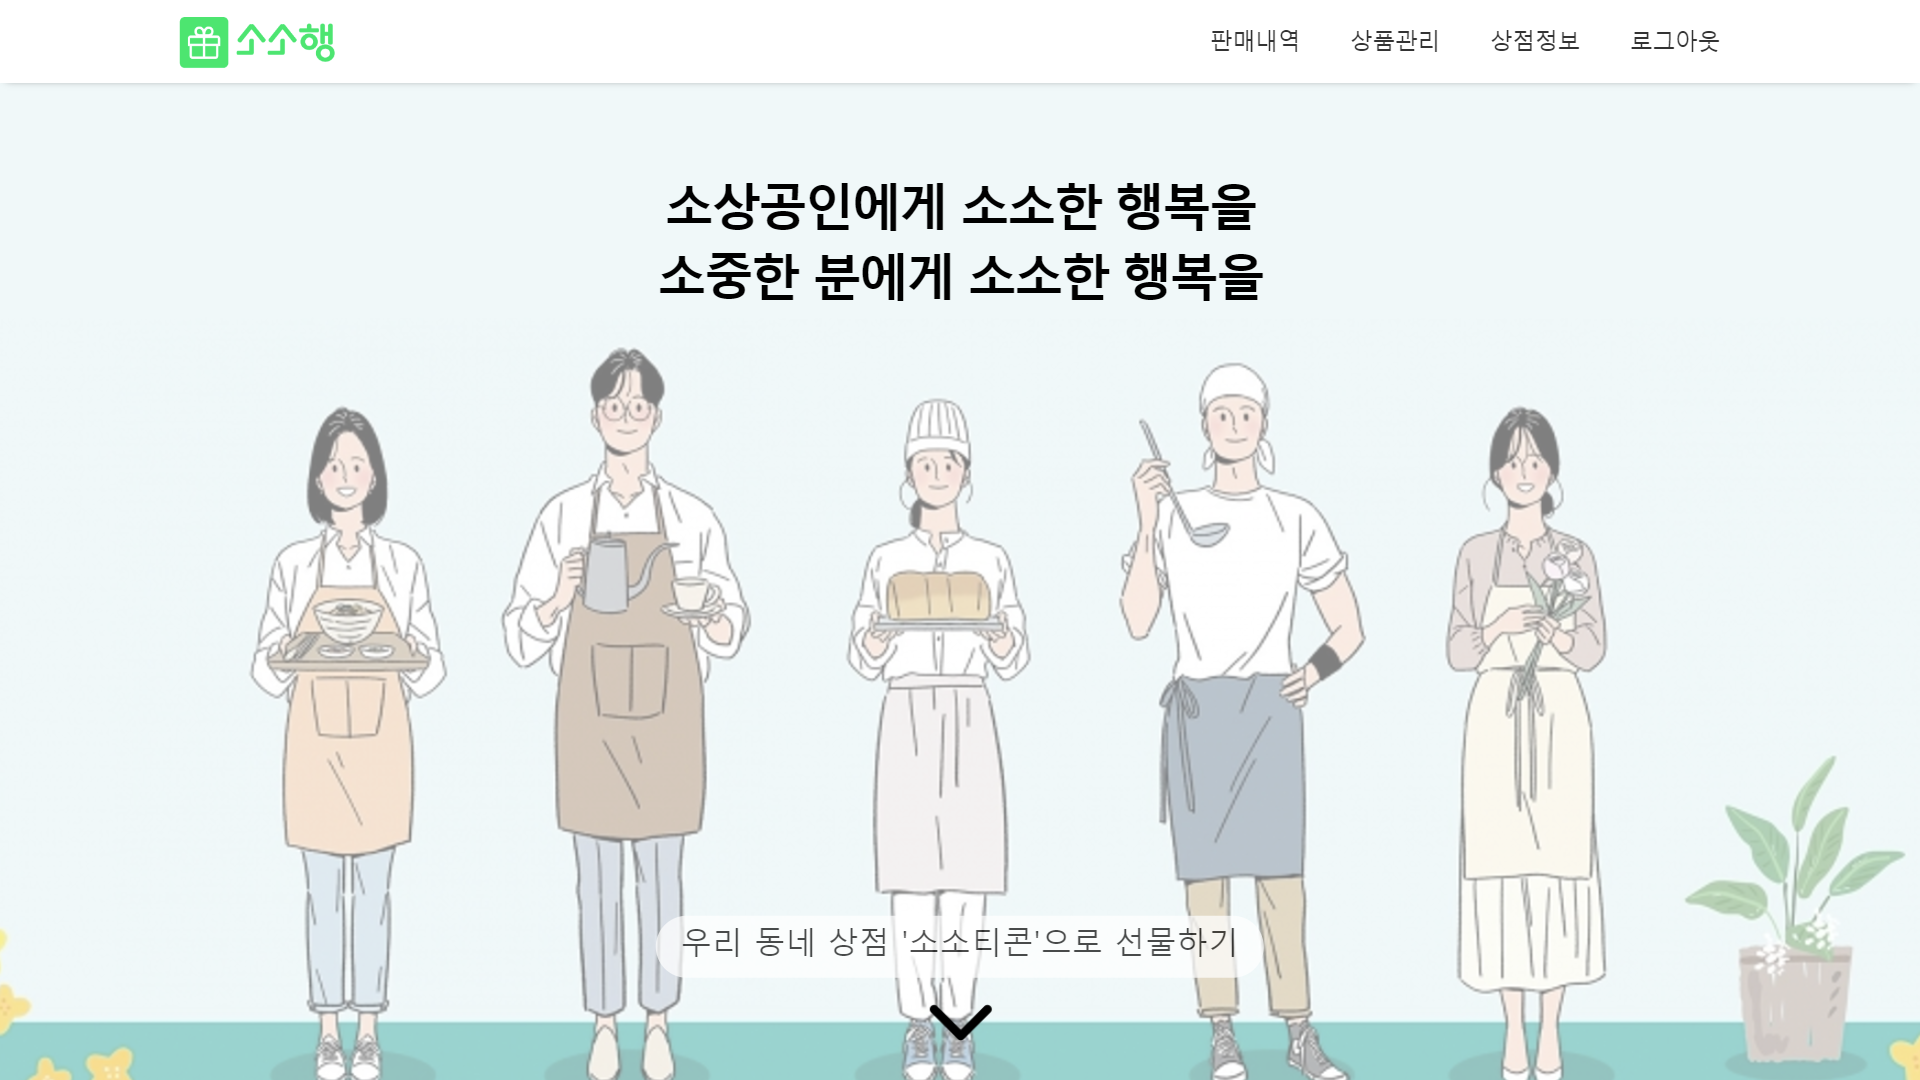 소소행
판매내역 상품관리 상점정보 로그아웃
소상공인에게 소소한 행복을
소중한 분에게 소소한 행복을
우리 동네 상점 '소소티콘'으로 선물하기